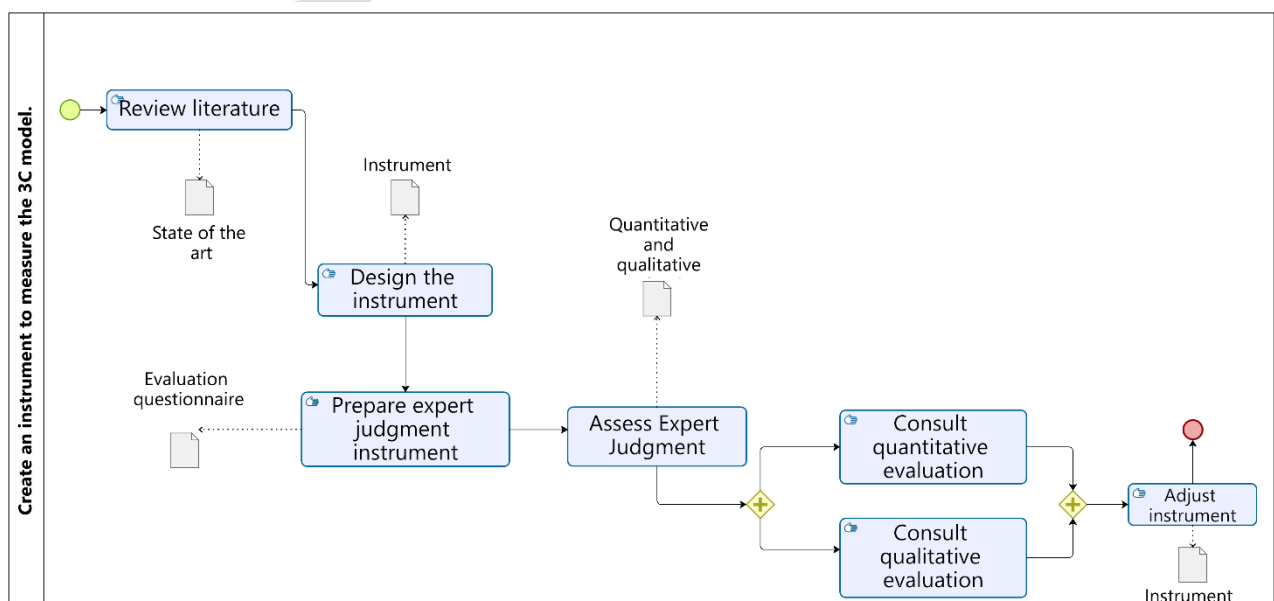 Create an instrument to measure the 3C model.
Review literature
State of the
art
Instrument
Design the
instrument
Quantitative
and
qualitative
Evaluation
questionnaire
Prepare expert
judgment
instrument
Assess Expert
Judgment
Consult
quantitative
evaluation
Consult
qualitative
evaluation
Adjust
instrument
Instrument